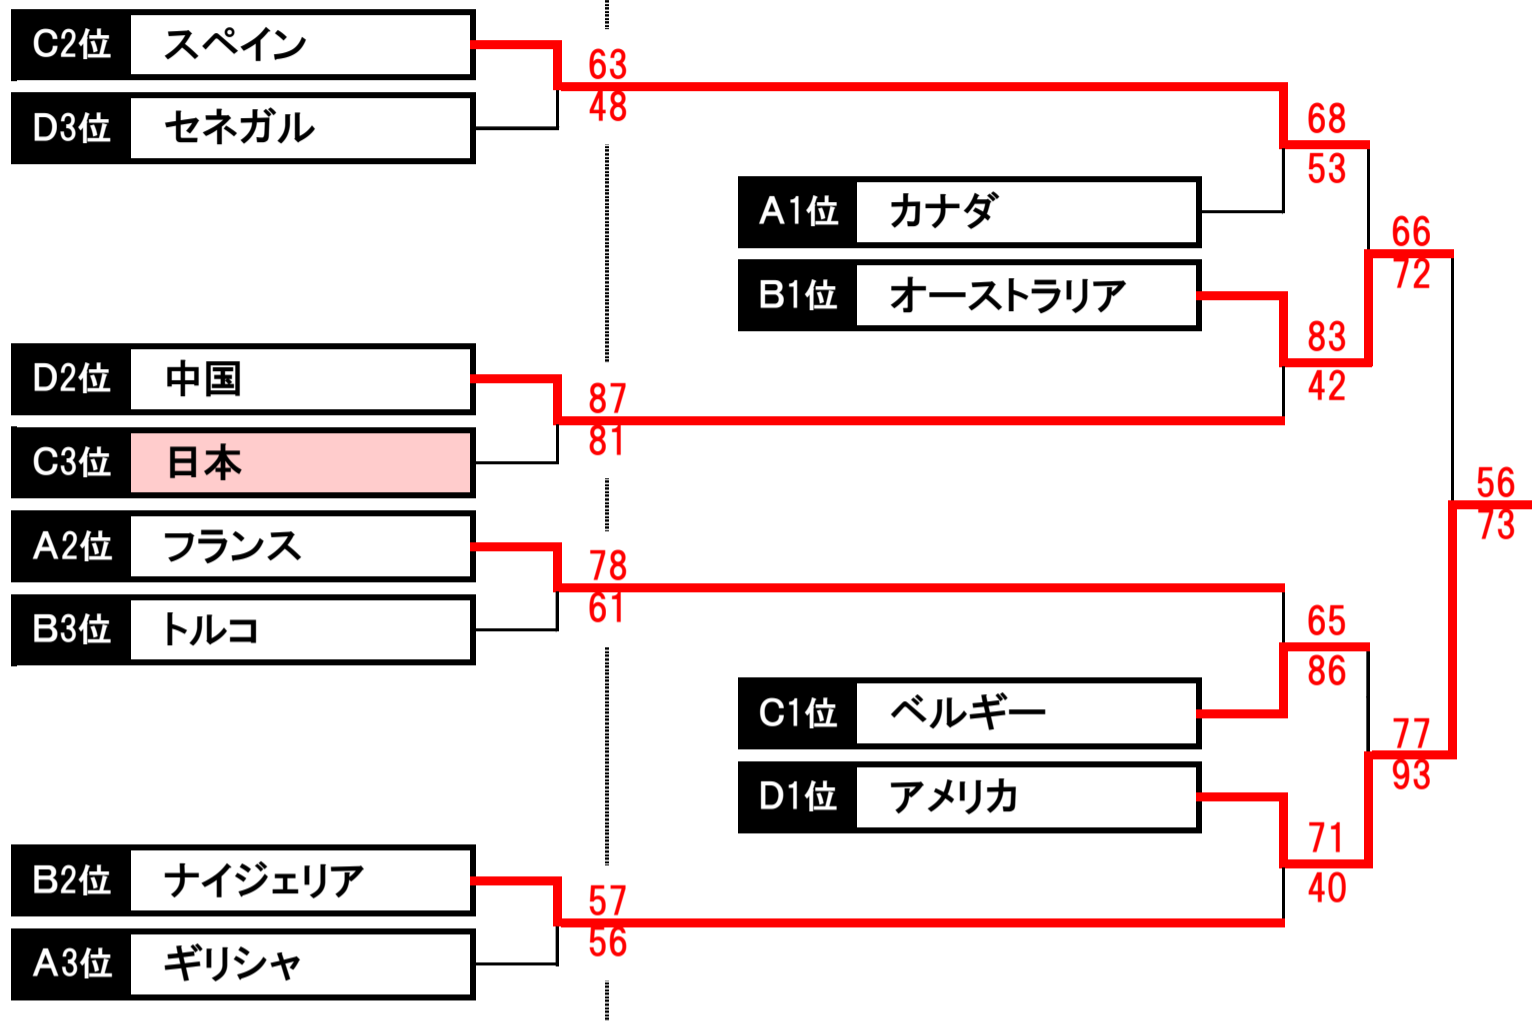 C2位 スペイン
63
48
D3位 セネガル
68
53
A1位 カナダ
66
72
B1位 オーストラリア
83
42
D2位 中国
87
81
C3位 日本
56
73
A2位 フランス
78
61
B3位 トルコ
65
86
C1位 ベルギー
77
93
D1位 アメリカ
71
40
B2位 ナイジェリア
57
56
A3位 ギリシャ